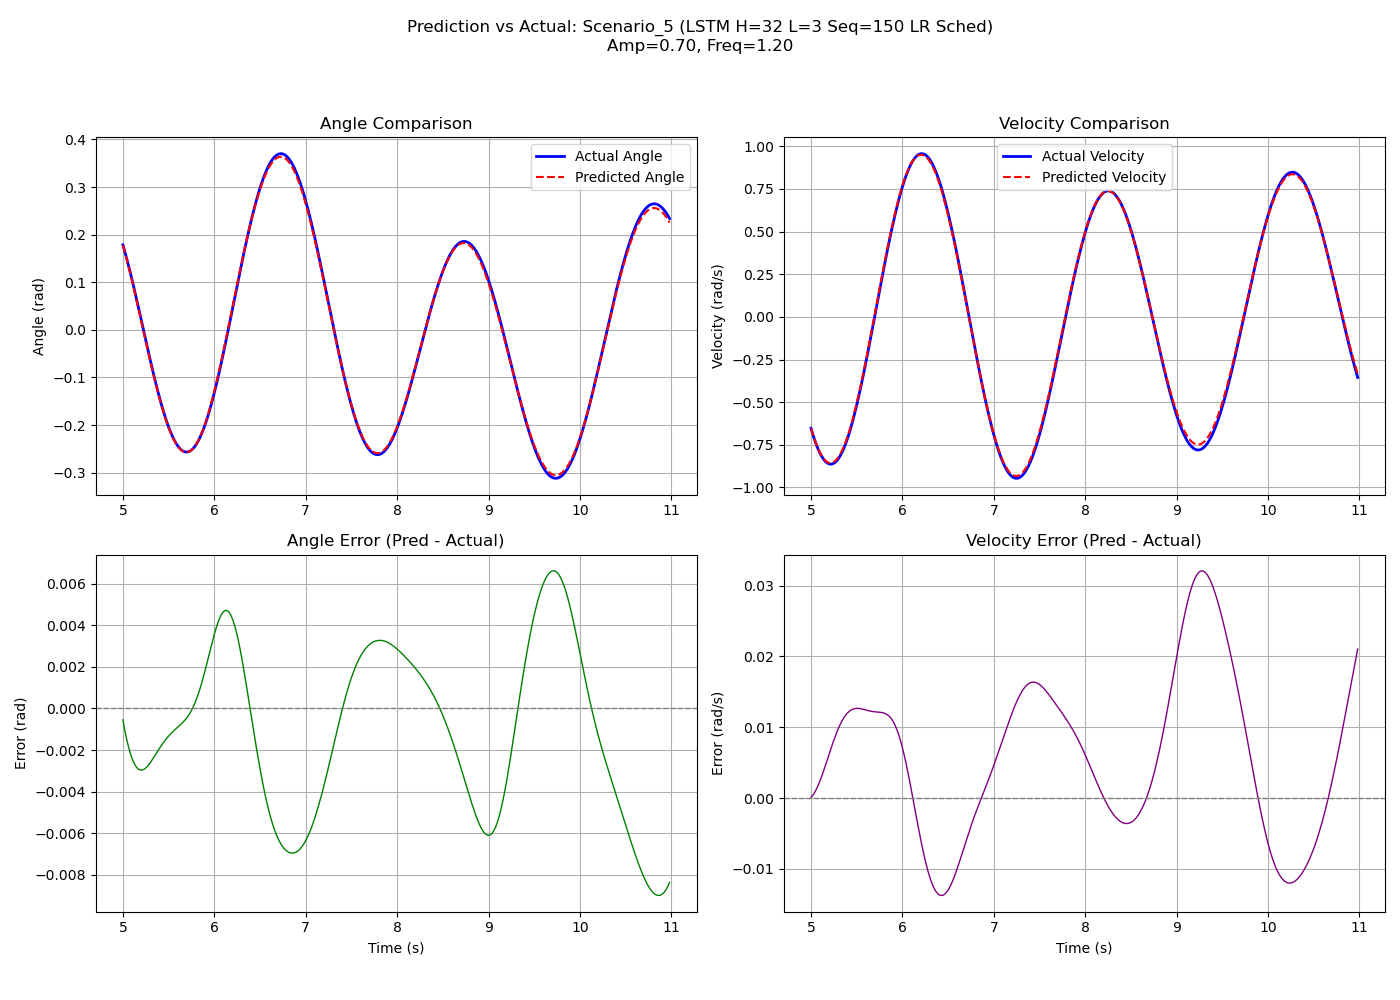 Prediction vs Actual: Scenario_5 (LSTM H=32 L=3 Seq=150 LR Sched)
Amp=0.70, Freq=1.20
Angle Comparison
Actual Angle
Predicted Angle
Angle (rad)
0.4
0.3
0.2
0.1
0.0
−0.1
−0.2
−0.3
5 6 7 8 9 10 11
Velocity Comparison
Actual Velocity
Predicted Velocity
Velocity (rad/s)
1.00
0.75
0.50
0.25
0.00
−0.25
−0.50
−0.75
−1.00
5 6 7 8 9 10 11
Angle Error (Pred - Actual)
Error (rad)
0.006
0.004
0.002
0.000
−0.002
−0.004
−0.006
−0.008
5 6 7 8 9 10 11
Time (s)
Velocity Error (Pred - Actual)
Error (rad/s)
0.03
0.02
0.01
0.00
−0.01
5 6 7 8 9 10 11
Time (s)